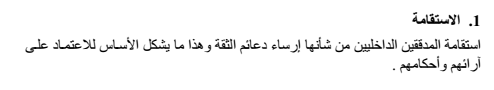 1. الاستقامة
استقامة المدققين الداخليين من شأنها إرساء دعائم الثقة وهذا ما يشكل الأساس للاعتماد على
آرائهم وأحكامهم .